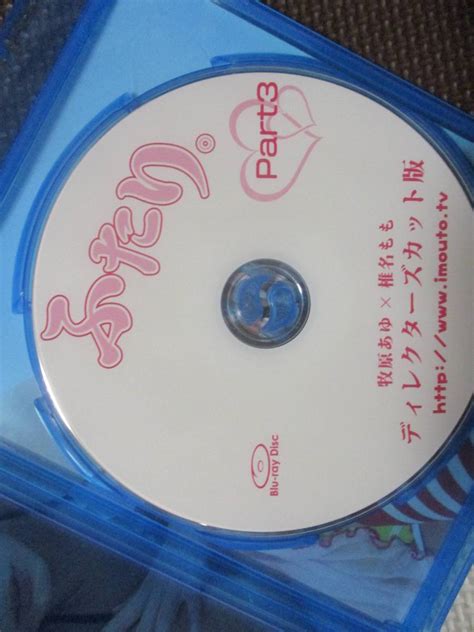 ふたり。
Part3
牧原あゆ×椎名もも
ディレクターズカット版
http://www.imouto.tv
Blu-ray Disc